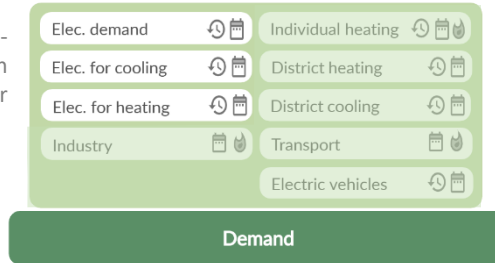 Elec. demand
Elec. for cooling
Elec. for heating
Industry
Individual heating
District heating
District cooling
Transport
Electric vehicles
Demand